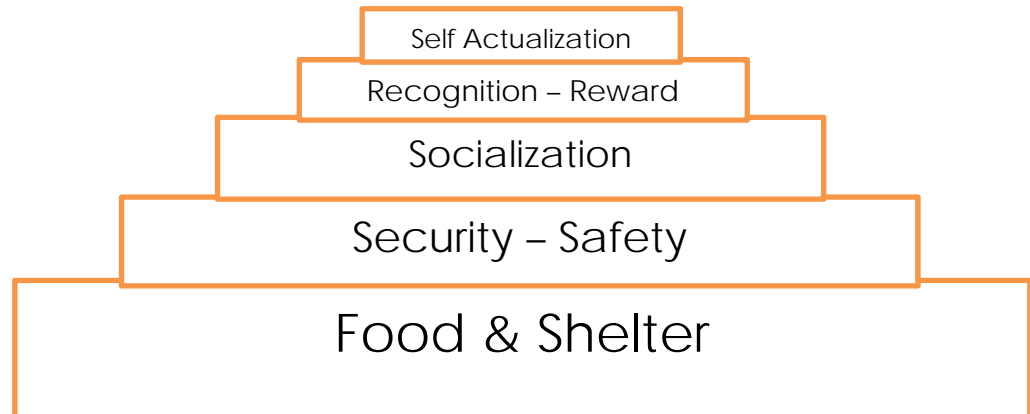 Self Actualization
Recognition – Reward
Socialization
Security – Safety
Food & Shelter